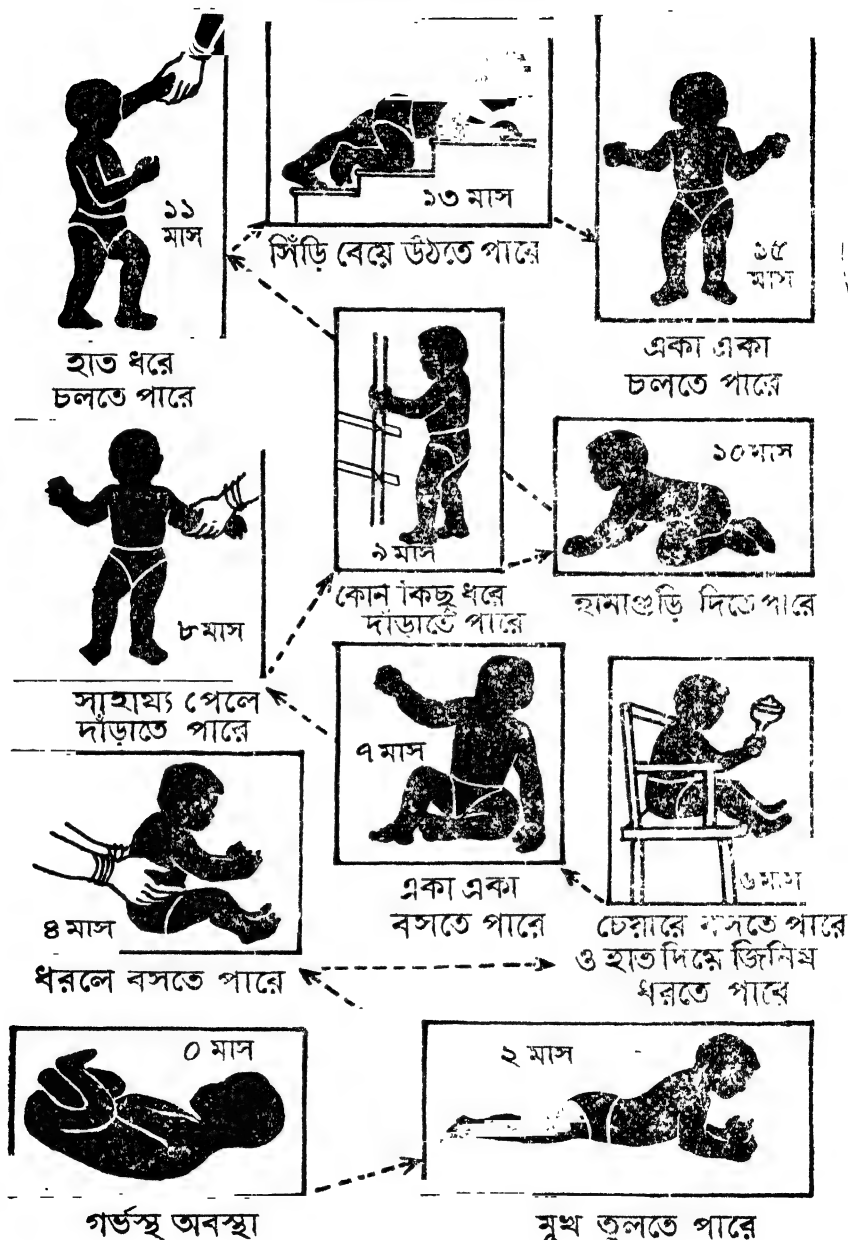 ১১
মাস
১৩ মাস
১৫
মাস
সিঁড়ি বেয়ে উঠতে পারে
হাত ধরে
চলতে পারে
একা একা
চলতে পারে
১০ মাস
৯ মাস
৮ মাস
কোন কিছু ধরে
দাঁড়াতে পারে
হামাগুড়ি দিতে পারে
সাহায্য পেলে
দাঁড়াতে পারে
৭ মাস
৬ মাস
৪ মাস
একা একা
বসতে পারে
চেয়ারে বসতে পারে
ও হাত দিয়ে জিনিষ
ধরতে পারে
ধরলে বসতে পারে
০ মাস
২ মাস
গর্ভস্থ অবস্থা
মুখ তুলতে পারে